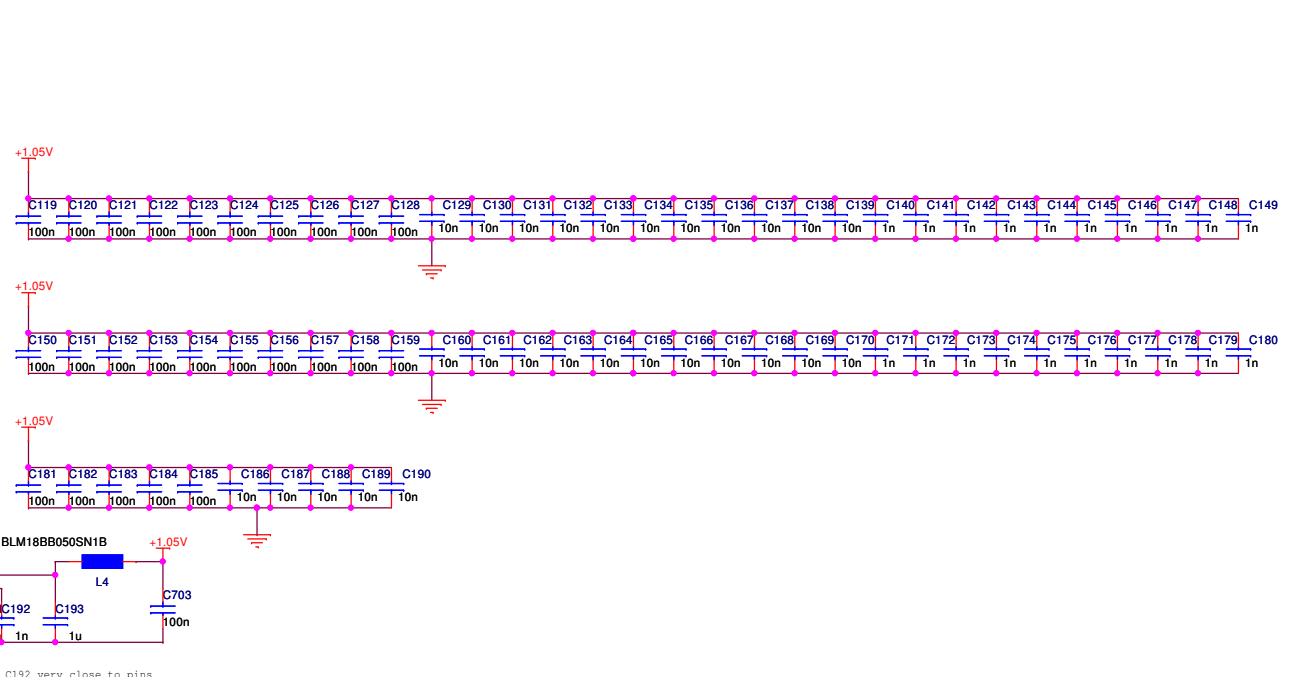 +1.05V
C119 C120 C121 C122 C123 C124 C125 C126 C127 C128 C129 C130 C131 C132 C133 C134 C135 C136 C137 C138 C139 C140 C141 C142 C143 C144 C145 C146 C147 C148 C149
100n 100n 100n 100n 100n 100n 100n 100n 100n 100n 10n 10n 10n 10n 10n 10n 10n 10n 10n 10n 10n 1n 1n 1n 1n 1n 1n 1n 1n 1n 1n
+1.05V
C150 C151 C152 C153 C154 C155 C156 C157 C158 C159 C160 C161 C162 C163 C164 C165 C166 C167 C168 C169 C170 C171 C172 C173 C174 C175 C176 C177 C178 C179 C180
100n 100n 100n 100n 100n 100n 100n 100n 100n 100n 10n 10n 10n 10n 10n 10n 10n 10n 10n 10n 10n 1n 1n 1n 1n 1n 1n 1n 1n 1n 1n
+1.05V
C181 C182 C183 C184 C185 C186 C187 C188 C189 C190
100n 100n 100n 100n 100n 10n 10n 10n 10n 10n
BLM18BB050SN1B +1.05V
L4
C703
C192 C193
100n
1n 1u
C192 very close to pins